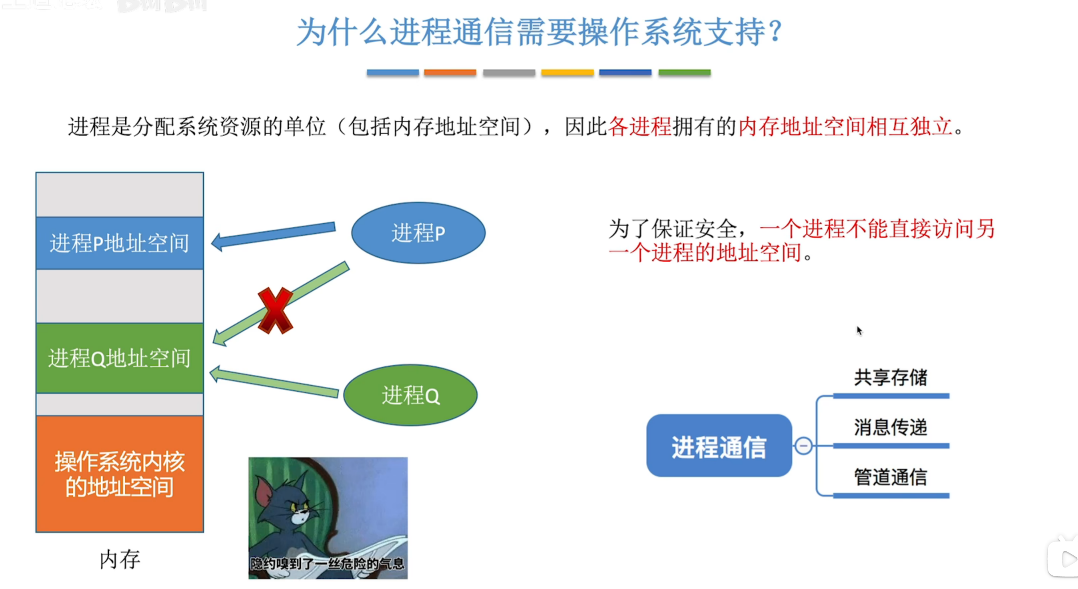 为什么进程通信需要操作系统支持？
进程是分配系统资源的单位（包括内存地址空间），因此各进程拥有的内存地址空间相互独立。
进程P地址空间
进程Q地址空间
操作系统内核
的地址空间
内存
进程P
进程Q
隐约嗅到了一丝危险的气息
为了保证安全，一个进程不能直接访问另
一个进程的地址空间。
进程通信
共享存储
消息传递
管道通信